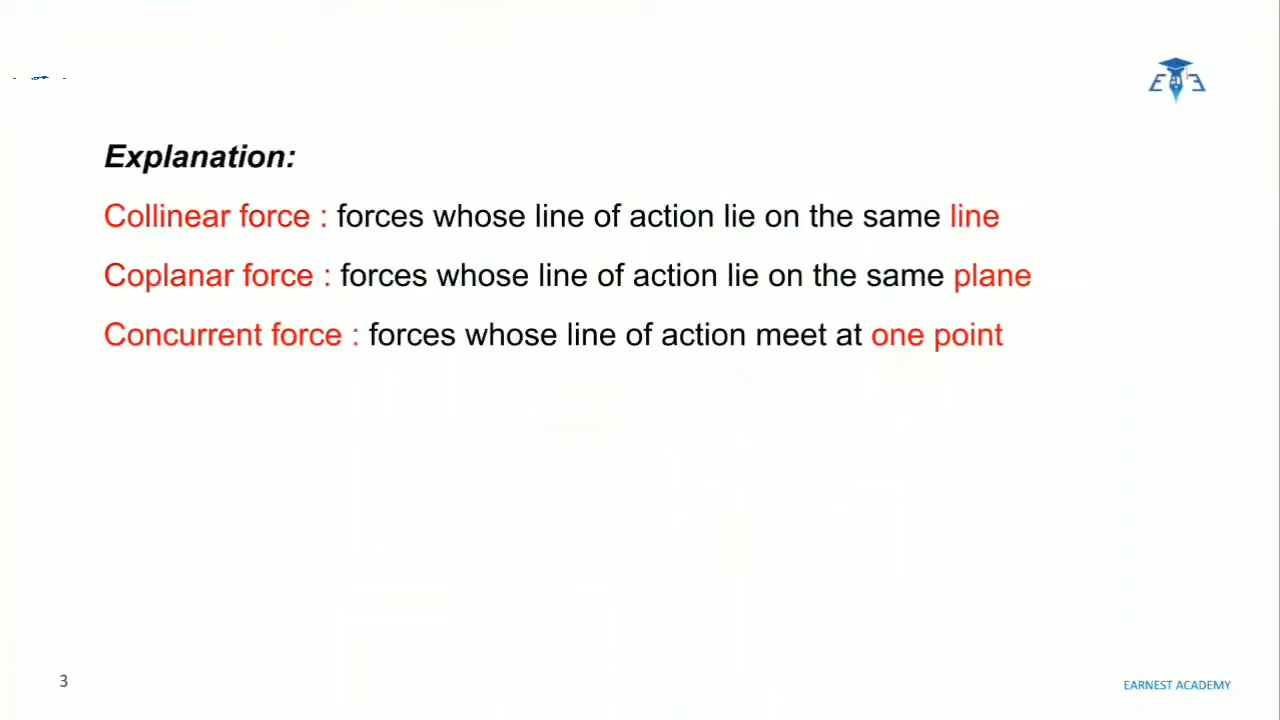 Explanation:
Collinear force : forces whose line of action lie on the same line
Coplanar force : forces whose line of action lie on the same plane
Concurrent force : forces whose line of action meet at one point
3
EARNEST ACADEMY